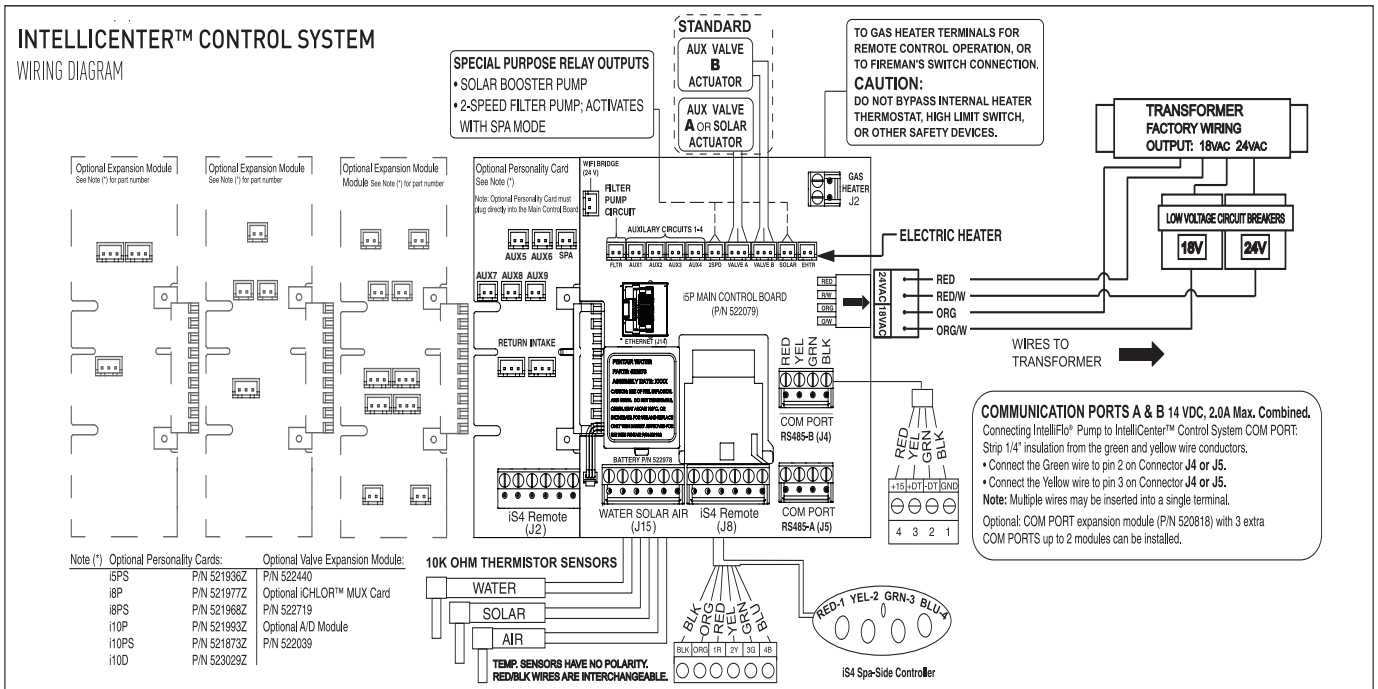 INTELLICENTER™ CONTROL SYSTEM
WIRING DIAGRAM
SPECIAL PURPOSE RELAY OUTPUTS
• SOLAR BOOSTER PUMP
• 2-SPEED FILTER PUMP; ACTIVATES
WITH SPA MODE
STANDARD
AUX VALVE
B
ACTUATOR
AUX VALVE
A OR SOLAR
ACTUATOR
TO GAS HEATER TERMINALS FOR
REMOTE CONTROL OPERATION, OR
TO FIREMAN'S SWITCH CONNECTION.
CAUTION:
DO NOT BYPASS INTERNAL HEATER
THERMOSTAT, HIGH LIMIT SWITCH,
OR OTHER SAFETY DEVICES.
TRANSFORMER
FACTORY WIRING
OUTPUT: 18VAC 24VAC
LOW VOLTAGE CIRCUIT BREAKERS
18V
24V
Optional Expansion Module
See Note (*) for part number
Optional Expansion Module
See Note (*) for part number
Optional Expansion Module
Module See Note (*) for part number
Optional Personality Card
See Note (*)
Note: Optional Personality Card must
plug directly into the Main Control Board
AUX5 AUX6 SPA
AUX7 AUX8 AUX9
RETURN INTAKE
iS4 Remote
(J2)
WIFI BRIDGE
(24 V)
FILTER
PUMP
CIRCUIT
AUXILARY CIRCUITS 1-4
FLTR AUX1 AUX2 AUX3 AUX4 2SPD VALVE A VALVE B SOLAR EHTR
GAS
HEATER
J2
ELECTRIC HEATER
i5P MAIN CONTROL BOARD
(P/N 522079)
ETHERNET (J14)
RED
R/W
ORG
O/W
24VAC
18VAC
RED
RED/W
ORG
ORG/W
WIRES TO
TRANSFORMER
PENTAIR WATER
ASSEMBLY DATE: XXXX
BATTERY P/N 522978
WATER SOLAR AIR
(J15)
iS4 Remote
(J8)
RED
YEL
GRN
BLK
COM PORT
RS485-B (J4)
COM PORT
RS485-A (J5)
RED
YEL
GRN
BLK
+15 +DT -DT GND
4 3 2 1
COMMUNICATION PORTS A & B 14 VDC, 2.0A Max. Combined.
Connecting IntelliFlo® Pump to IntelliCenter™ Control System COM PORT:
Strip 1/4" insulation from the green and yellow wire conductors.
• Connect the Green wire to pin 2 on Connector J4 or J5.
• Connect the Yellow wire to pin 3 on Connector J4 or J5.
Note: Multiple wires may be inserted into a single terminal.
Optional: COM PORT expansion module (P/N 520818) with 3 extra
COM PORTS up to 2 modules can be installed.
Note (*) Optional Personality Cards: Optional Valve Expansion Module:
i5PS P/N 521936Z P/N 522440
i8P P/N 521977Z Optional iCHLOR™ MUX Card
i8PS P/N 521968Z P/N 522719
i10P P/N 521993Z Optional A/D Module
i10PS P/N 521873Z P/N 522039
i10D P/N 523029Z
10K OHM THERMISTOR SENSORS
WATER
SOLAR
AIR
TEMP. SENSORS HAVE NO POLARITY.
RED/BLK WIRES ARE INTERCHANGEABLE.
BLK
ORG
RED
YEL
GRN
BLU
BLK ORG 1R 2Y 3G 4B
RED-1 YEL-2 GRN-3 BLU-4
iS4 Spa-Side Controller